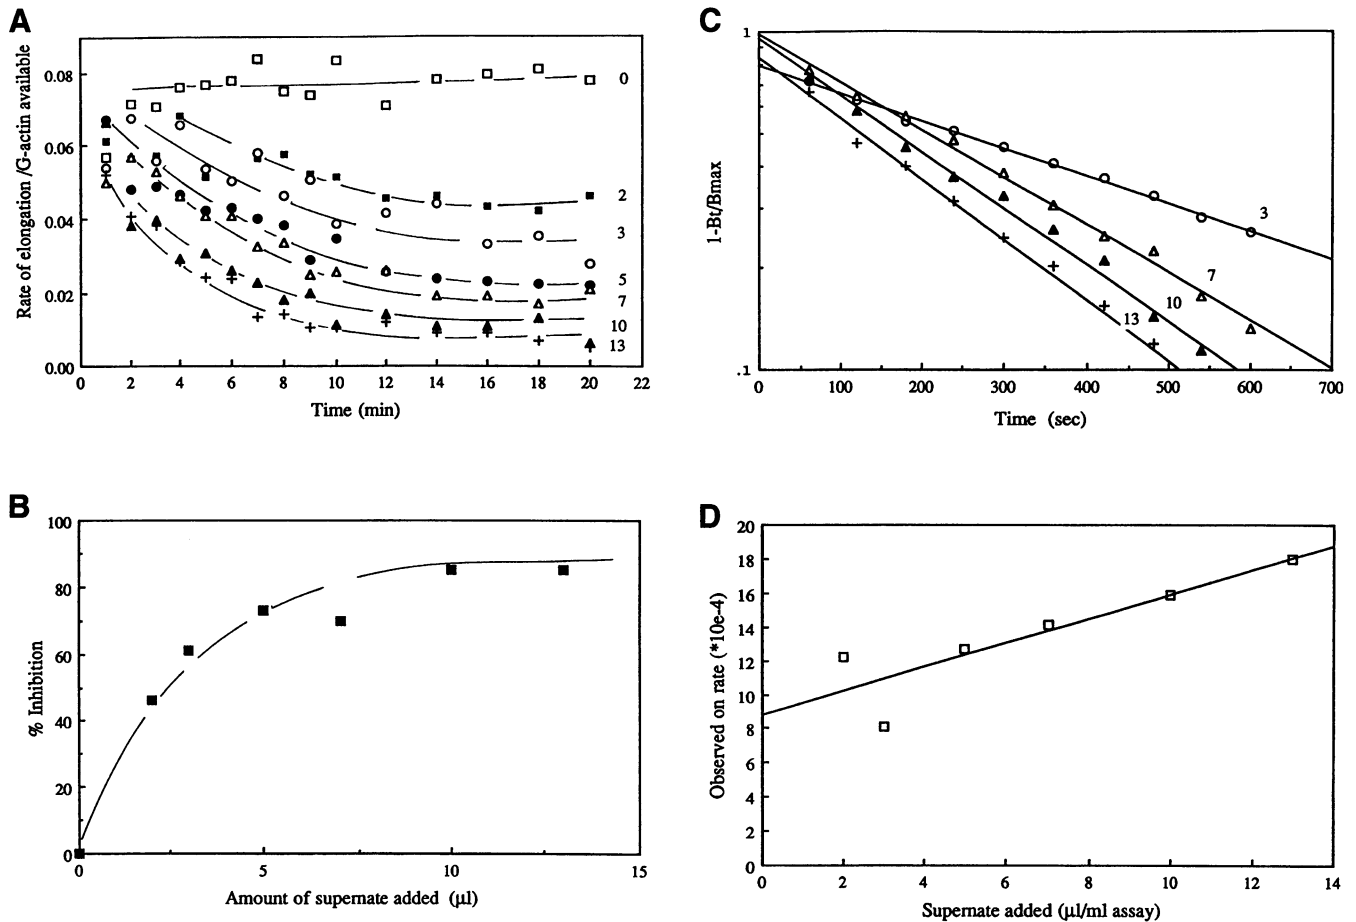 A
Rate of elongation /G-actin available
0.08
0.06
0.04
0.02
0.00
0
2
3
5
7
10
13
0 2 4 6 8 10 12 14 16 18 20 22
Time (min)
C
1-Bt/Bmax
1
.1
3
7
10
13
0 100 200 300 400 500 600 700
Time (sec)
B
% Inhibition
100
80
60
40
20
0
0 5 10 15
Amount of supernate added (µl)
D
Observed on rate (*10e-4)
20
18
16
14
12
10
8
6
4
2
0
0 2 4 6 8 10 12 14
Supernate added (µl/ml assay)